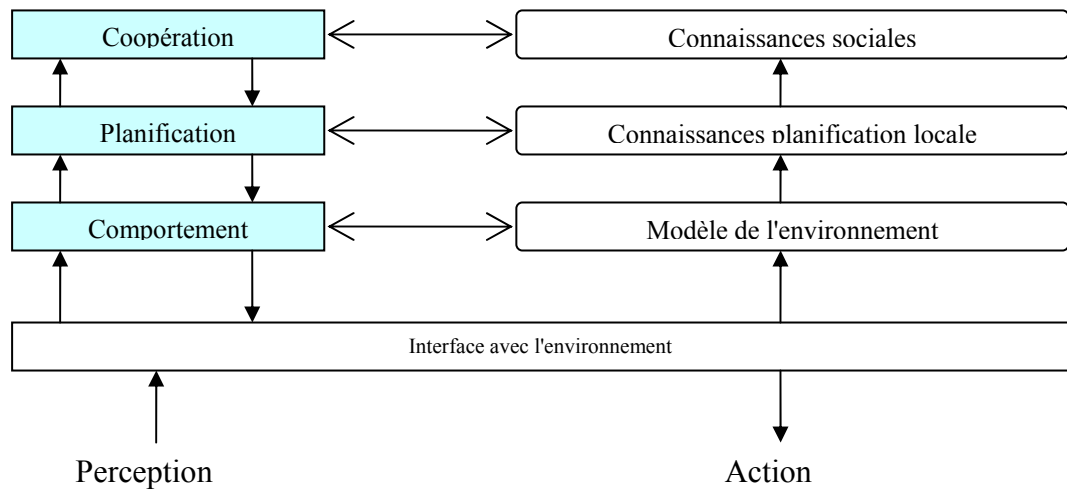 Coopération
Connaissances sociales
Planification
Connaissances planification locale
Comportement
Modèle de l'environnement
Interface avec l'environnement
Perception
Action